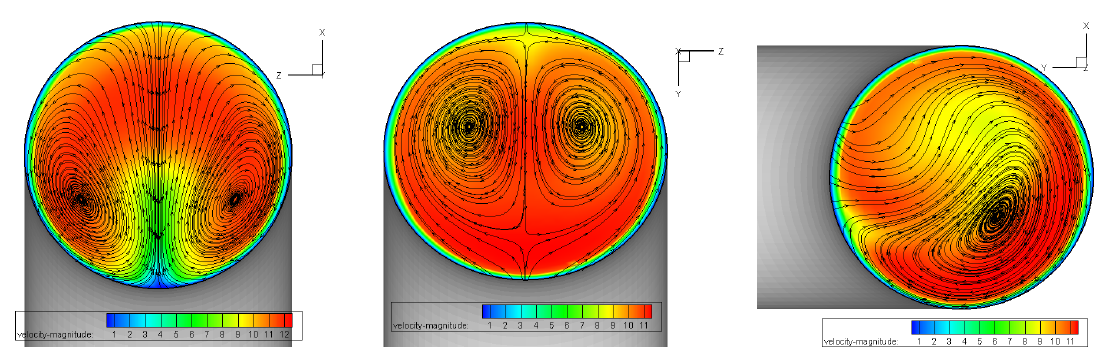 X
Z
Y
velocity-magnitude: 1 2 3 4 5 6 7 8 9 10 11 12
X Z
Y
velocity-magnitude: 1 2 3 4 5 6 7 8 9 10 11
X
Y Z
velocity-magnitude: 1 2 3 4 5 6 7 8 9 10 11